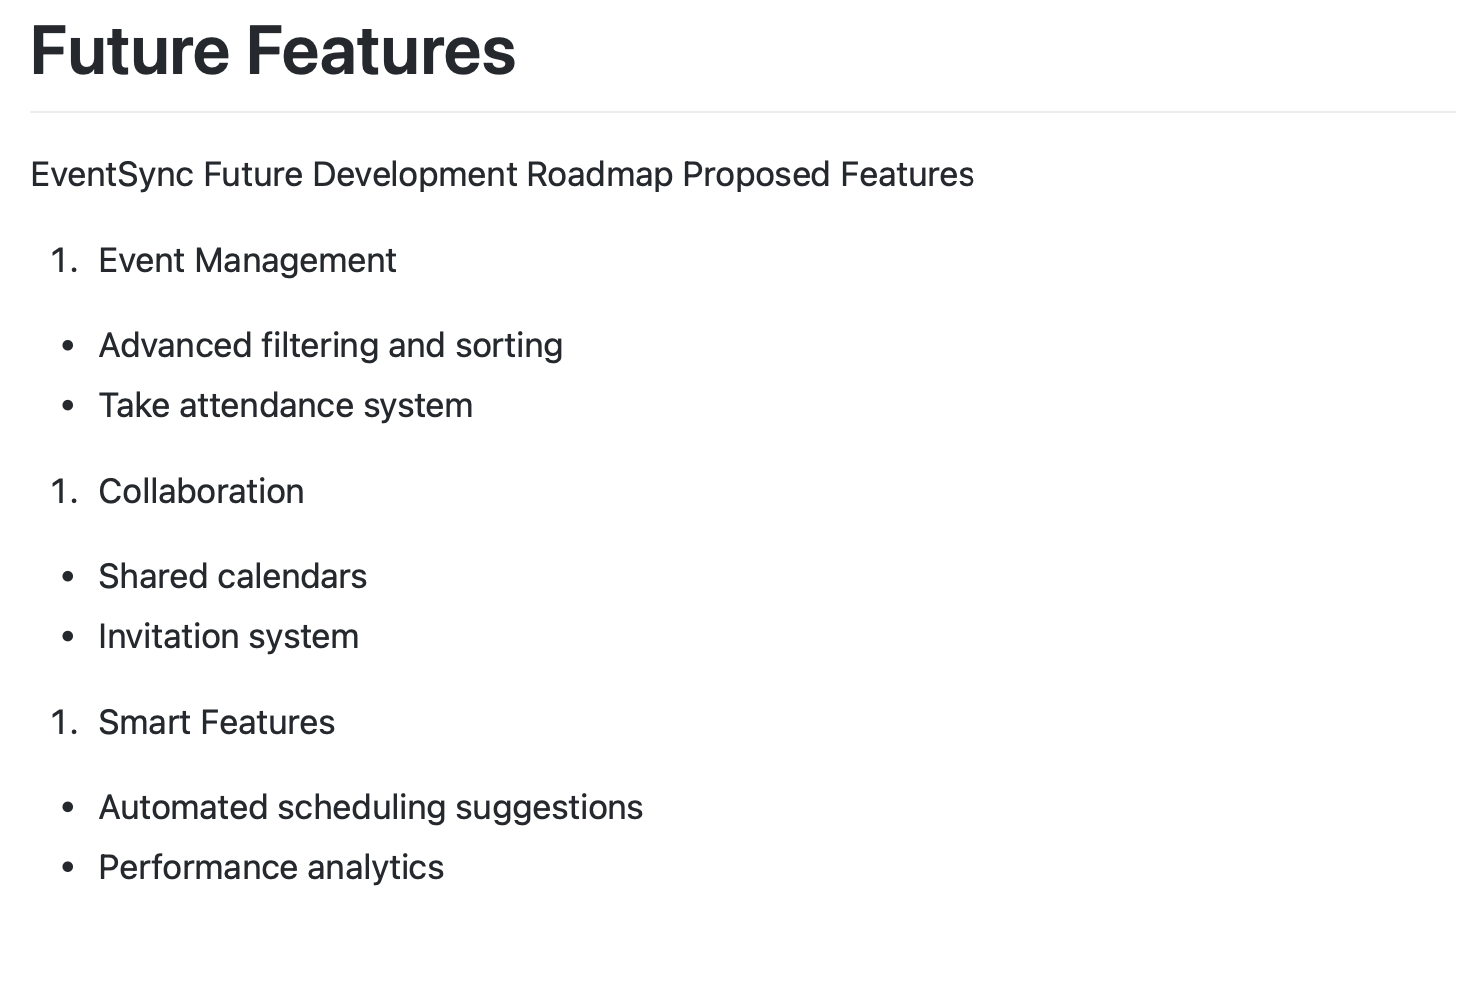 Future Features
EventSync Future Development Roadmap Proposed Features
1. Event Management
• Advanced filtering and sorting
• Take attendance system
1. Collaboration
• Shared calendars
• Invitation system
1. Smart Features
• Automated scheduling suggestions
• Performance analytics